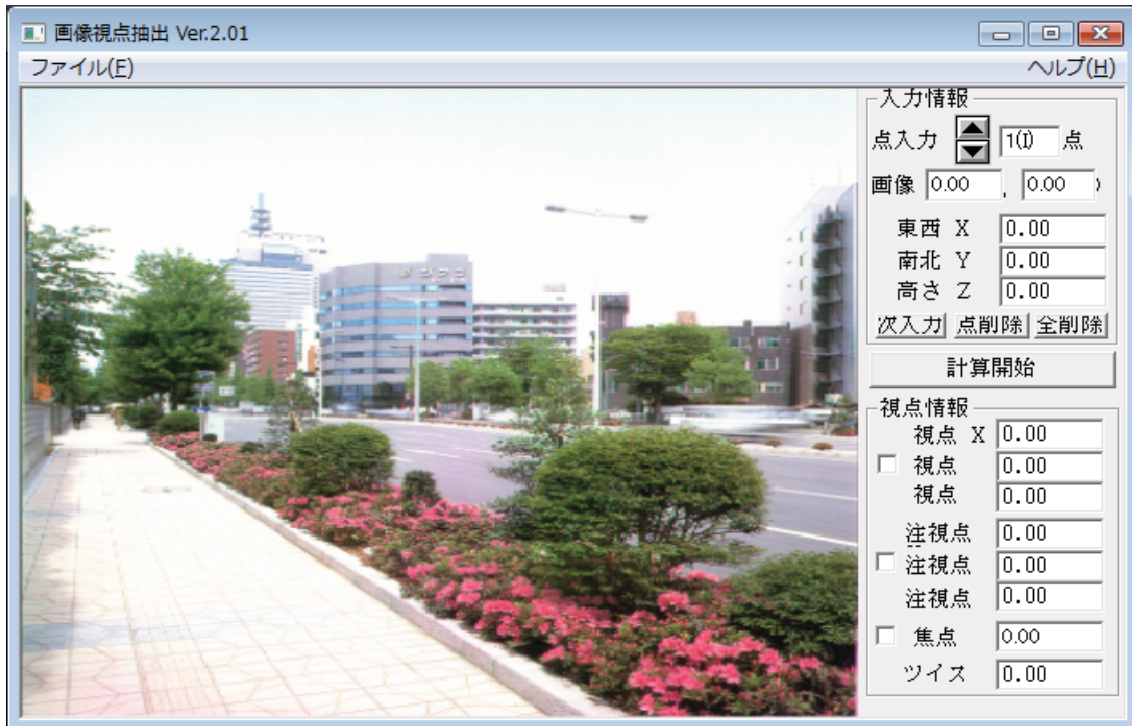 画像視点抽出 Ver.2.01
ファイル(F) ヘルプ(H)
入力情報
点入力 1(I) 点
画像 0.00 , 0.00 )
東西 X 0.00
南北 Y 0.00
高さ Z 0.00
次入力 点削除 全削除
計算開始
視点情報
視点 X 0.00
視点 0.00
視点 0.00
注視点 0.00
注視点 0.00
注視点 0.00
焦点 0.00
ツイス 0.00